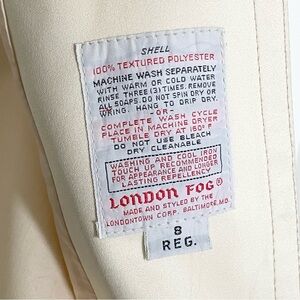 SHELL
100% TEXTURED POLYESTER
MACHINE WASH SEPARATELY
WITH WARM OR COLD WATER
RINSE THREE (3) TIMES. REMOVE
ALL SOAPS. DO NOT SPIN DRY OR
WRING. HANG TO DRIP DRY.
-OR-
COMPLETE WASH CYCLE
PLACE IN MACHINE DRYER
TUMBLE DRY AT 160° F
DO NOT USE BLEACH
DRY CLEANABLE
WASHING AND COOL IRON
TOUCH UP RECOMMENDED
FOR APPEARANCE AND LONGER
LASTING REPELLENCY
LONDON FOG®
MADE AND STYLED BY THE
LONDONTOWN CORP. BALTIMORE, MD.
8
REG.